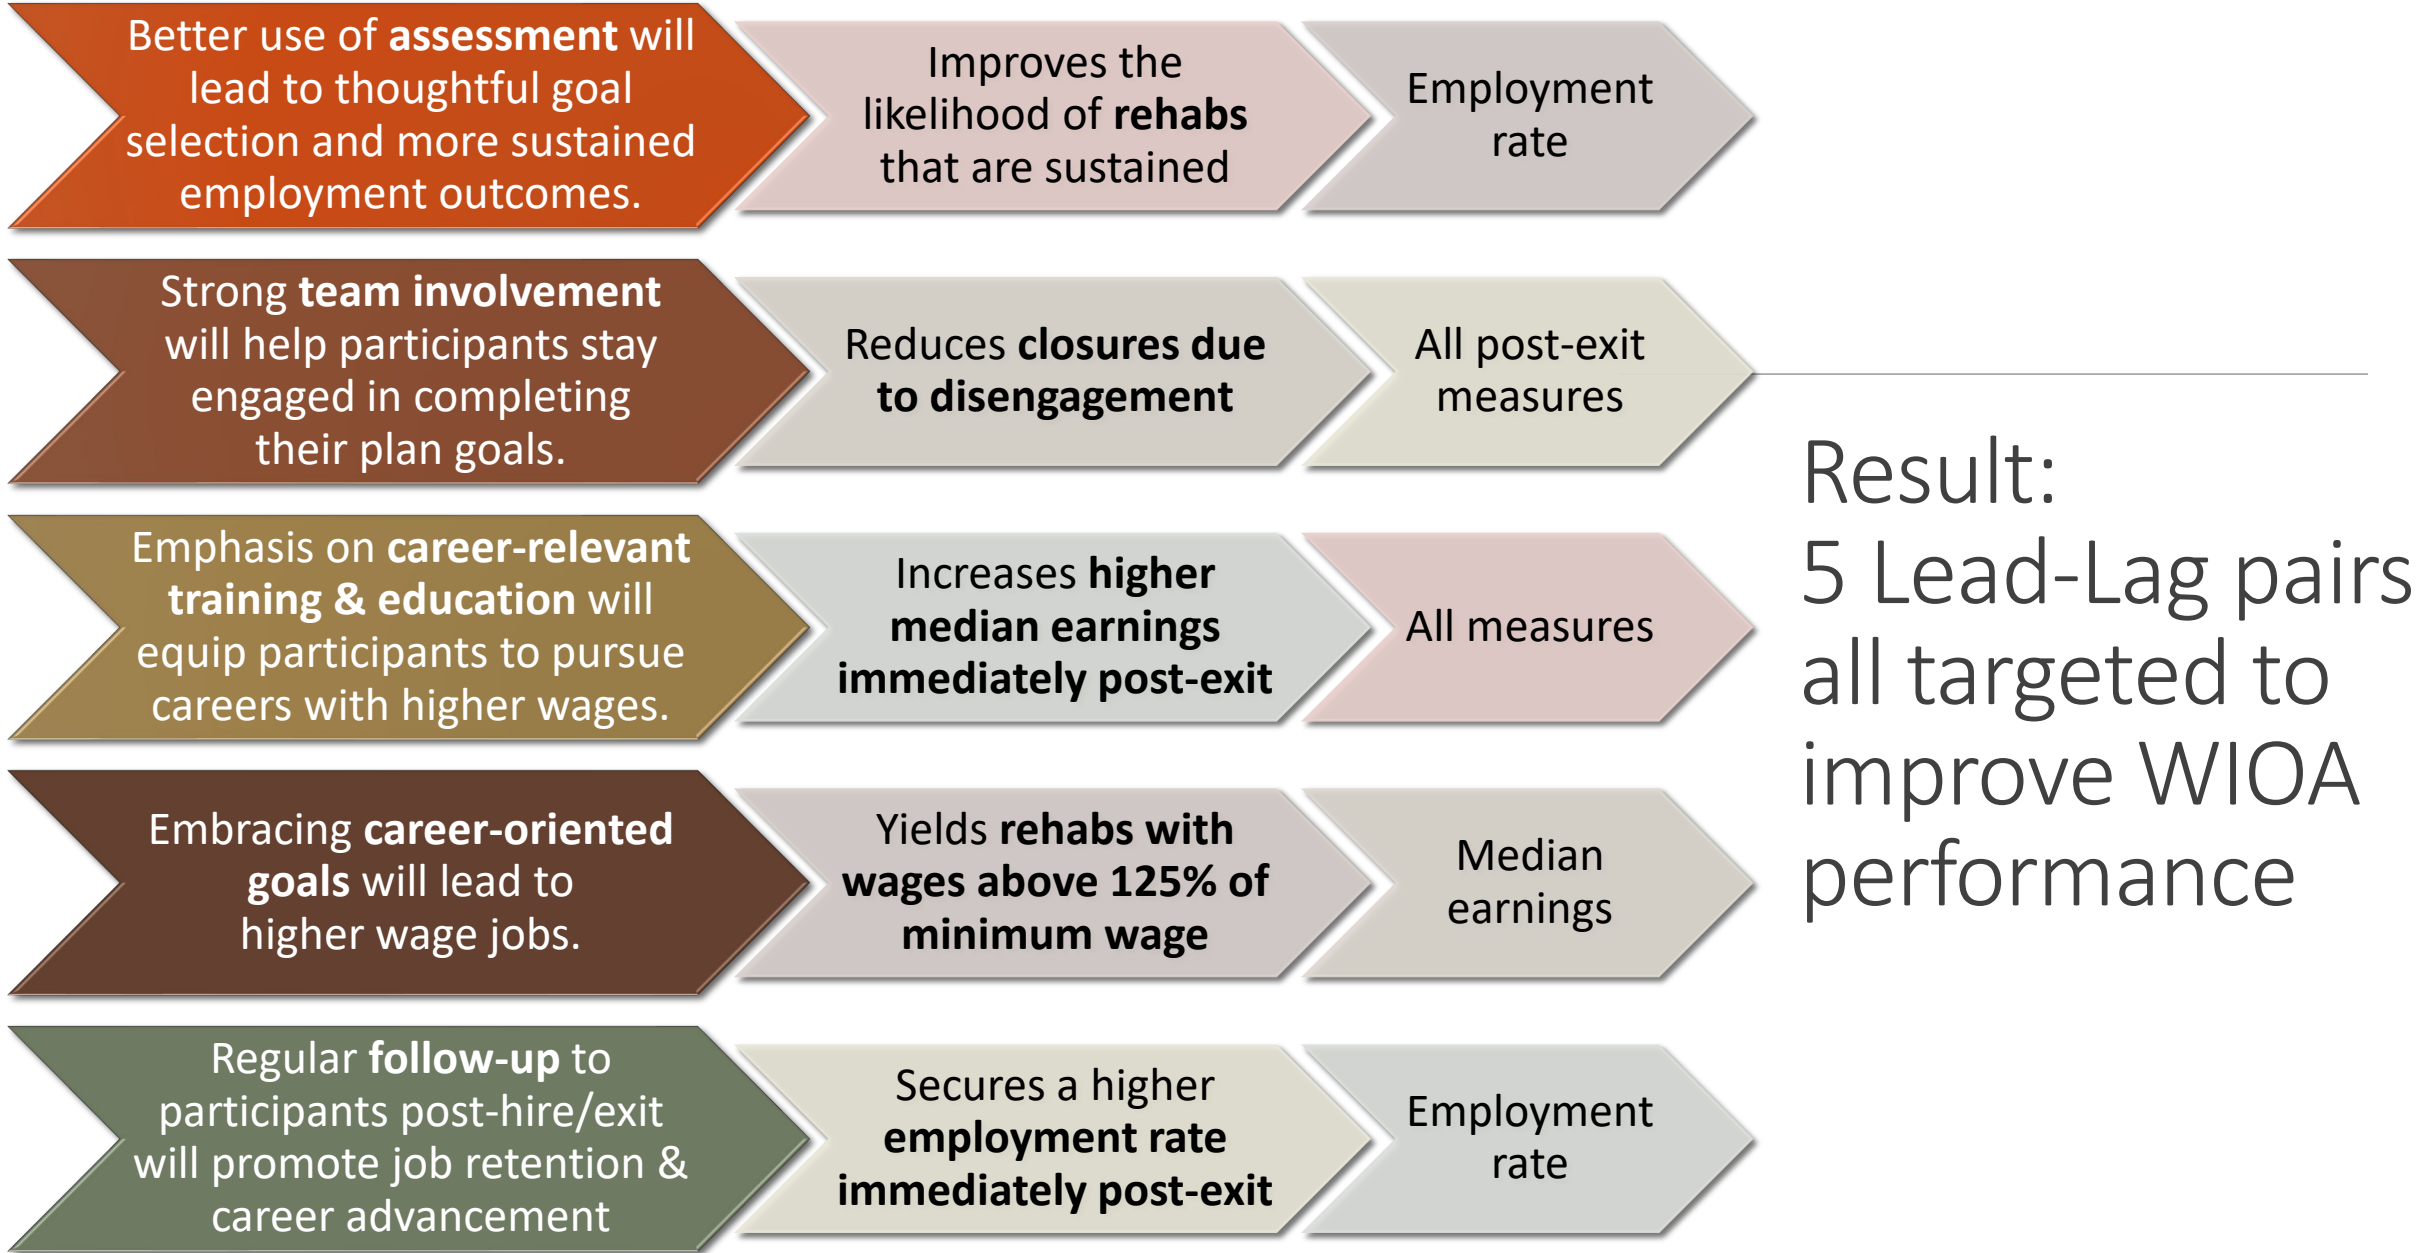 Better use of assessment will
lead to thoughtful goal
selection and more sustained
employment outcomes.
Improves the
likelihood of rehabs
that are sustained
Employment
rate
Strong team involvement
will help participants stay
engaged in completing
their plan goals.
Reduces closures due
to disengagement
All post-exit
measures
Emphasis on career-relevant
training & education will
equip participants to pursue
careers with higher wages.
Increases higher
median earnings
immediately post-exit
All measures
Embracing career-oriented
goals will lead to
higher wage jobs.
Yields rehabs with
wages above 125% of
minimum wage
Median
earnings
Regular follow-up to
participants post-hire/exit
will promote job retention &
career advancement
Secures a higher
employment rate
immediately post-exit
Employment
rate
Result:
5 Lead-Lag pairs
all targeted to
improve WIOA
performance